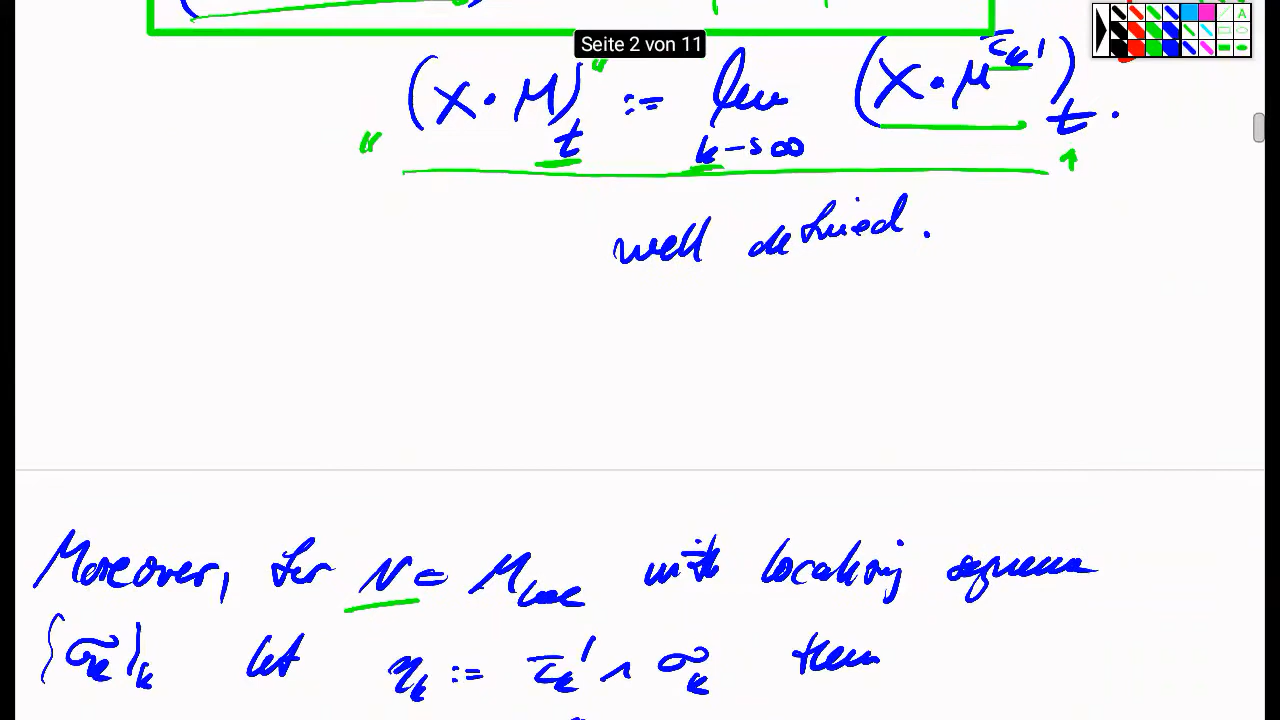 Seite 2 von 11
"(X • M)_t" := lim_{k→∞} (X • M^{τ_k'})_t .
well defined.
Moreover, for N ∈ M_loc with localising sequence
{σ_k}_k let η_k := τ_k' ∧ σ_k then